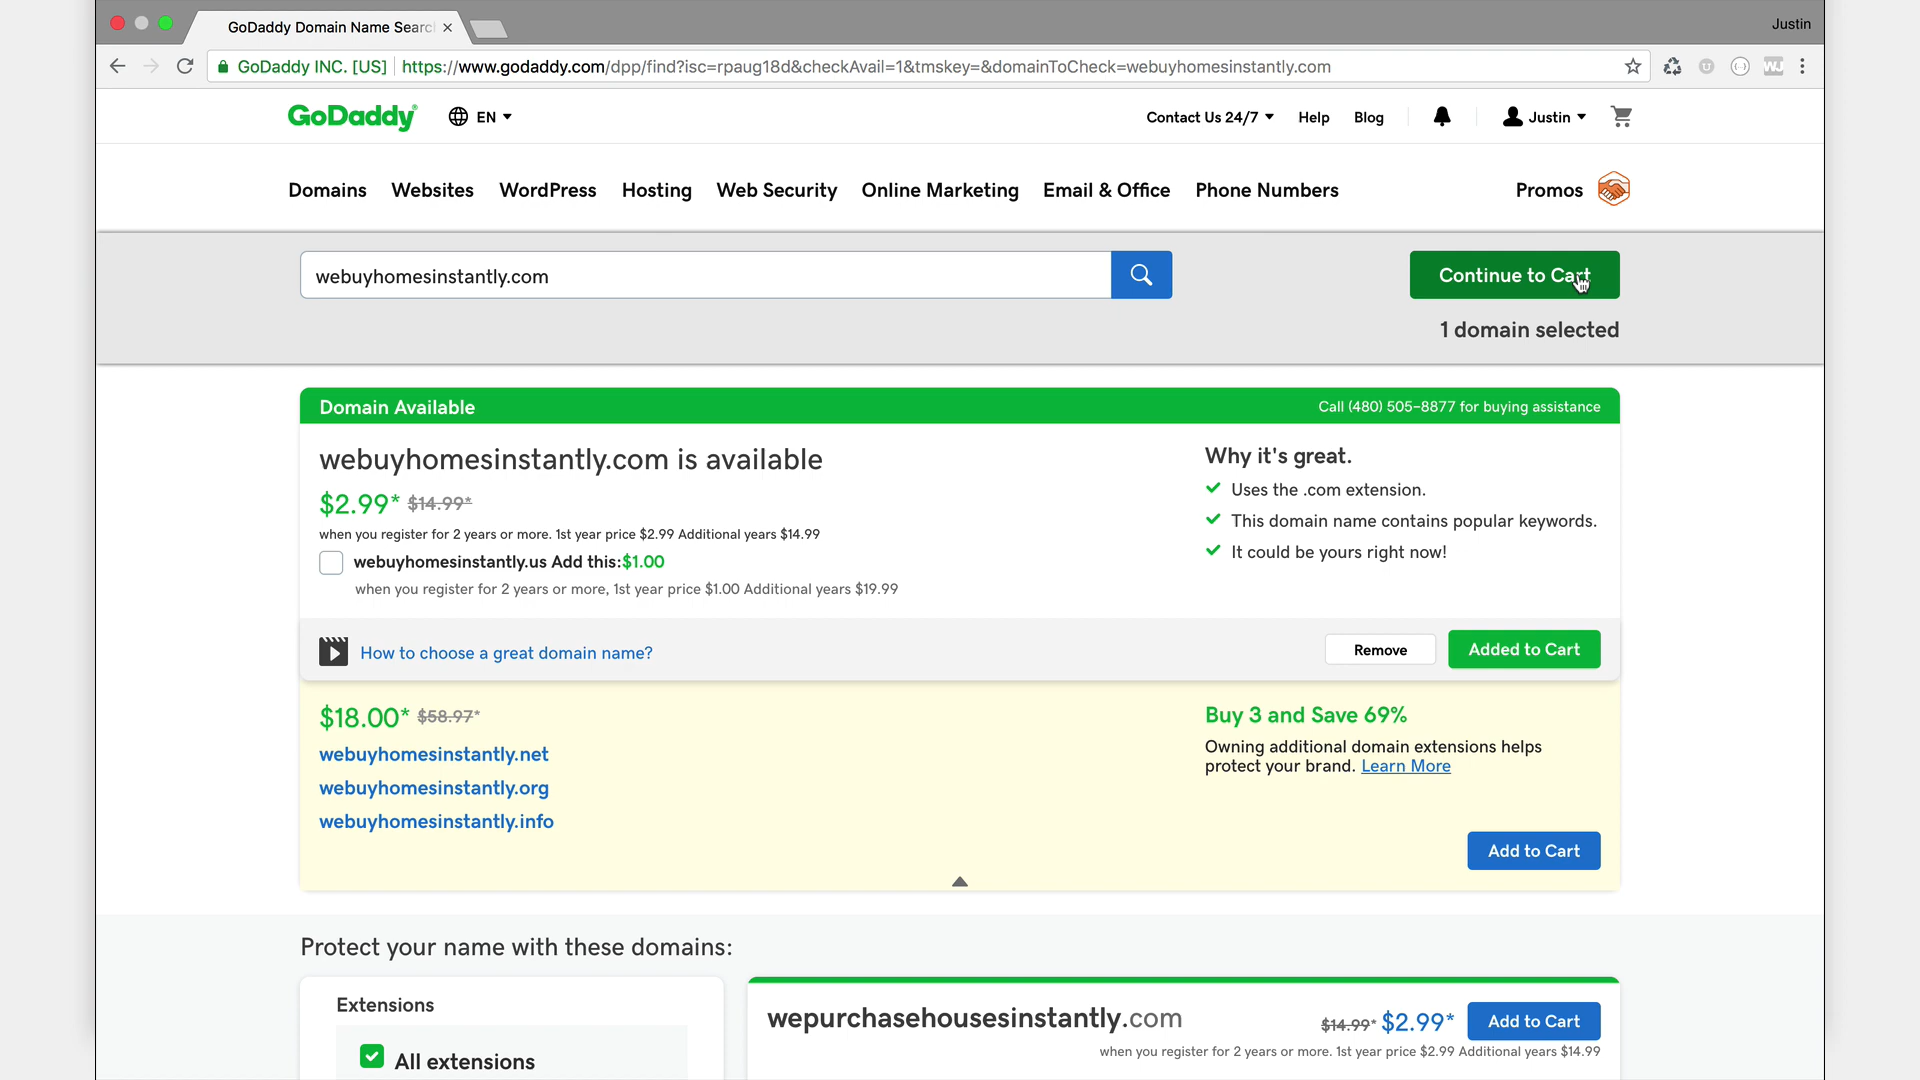 GoDaddy Domain Name Searc
Justin
GoDaddy INC. [US]
https://www.godaddy.com/dpp/find?isc=rpaug18d&checkAvail=1&tmskey=&domainToCheck=webuyhomesinstantly.com
GoDaddy
EN
Contact Us 24/7
Help
Blog
Justin
Domains
Websites
WordPress
Hosting
Web Security
Online Marketing
Email & Office
Phone Numbers
Promos
webuyhomesinstantly.com
Continue to Cart
1 domain selected
Domain Available
Call (480) 505-8877 for buying assistance
webuyhomesinstantly.com is available
$2.99* $14.99*
when you register for 2 years or more. 1st year price $2.99 Additional years $14.99
webuyhomesinstantly.us Add this:$1.00
when you register for 2 years or more, 1st year price $1.00 Additional years $19.99
Why it's great.
Uses the .com extension.
This domain name contains popular keywords.
It could be yours right now!
How to choose a great domain name?
Remove
Added to Cart
$18.00* $58.97*
webuyhomesinstantly.net
webuyhomesinstantly.org
webuyhomesinstantly.info
Buy 3 and Save 69%
Owning additional domain extensions helps
protect your brand. Learn More
Add to Cart
Protect your name with these domains:
Extensions
All extensions
wepurchasehousesinstantly.com
$14.99* $2.99*
Add to Cart
when you register for 2 years or more. 1st year price $2.99 Additional years $14.99